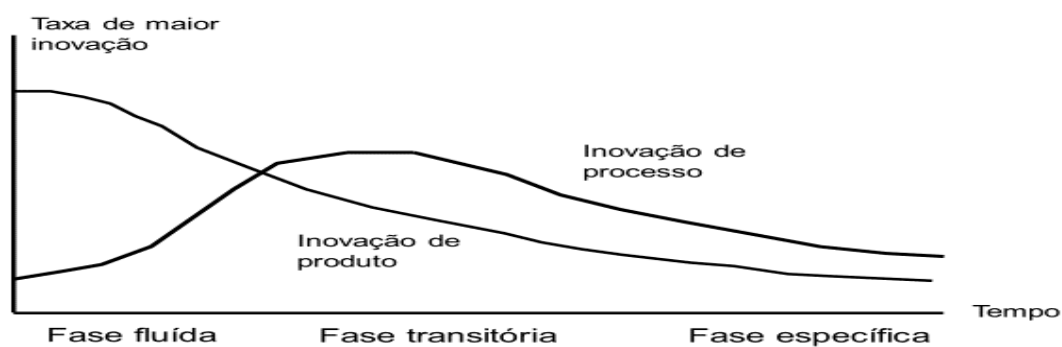 Taxa de maior
inovação
Inovação de
processo
Inovação de
produto
Tempo
Fase fluída
Fase transitória
Fase específica